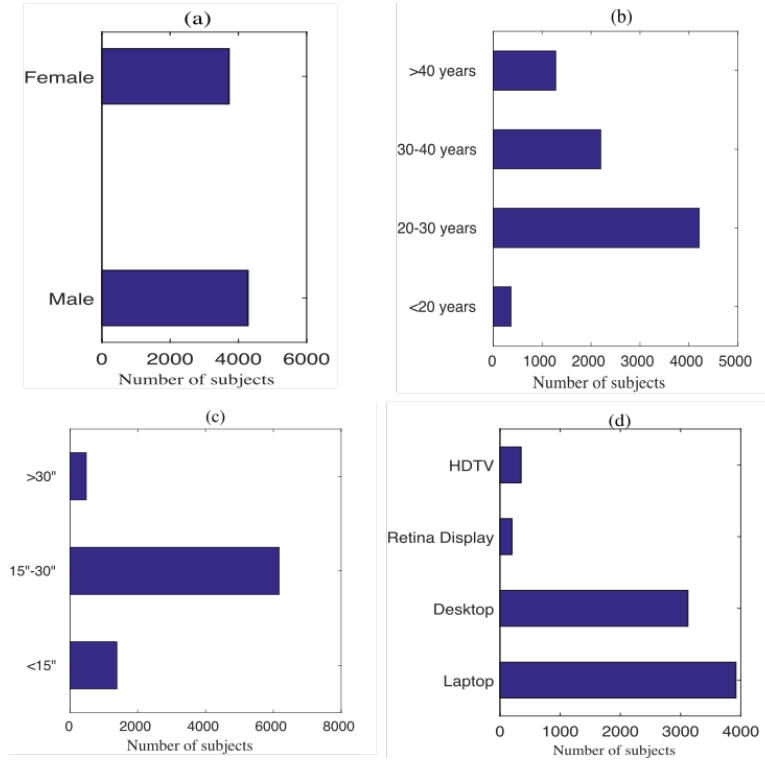 (a)
Female
Male
0 2000 4000 6000
Number of subjects
(b)
>40 years
30-40 years
20-30 years
<20 years
0 1000 2000 3000 4000 5000
Number of subjects
(c)
>30"
15"-30"
<15"
0 2000 4000 6000 8000
Number of subjects
(d)
HDTV
Retina Display
Desktop
Laptop
0 1000 2000 3000 4000
Number of subjects